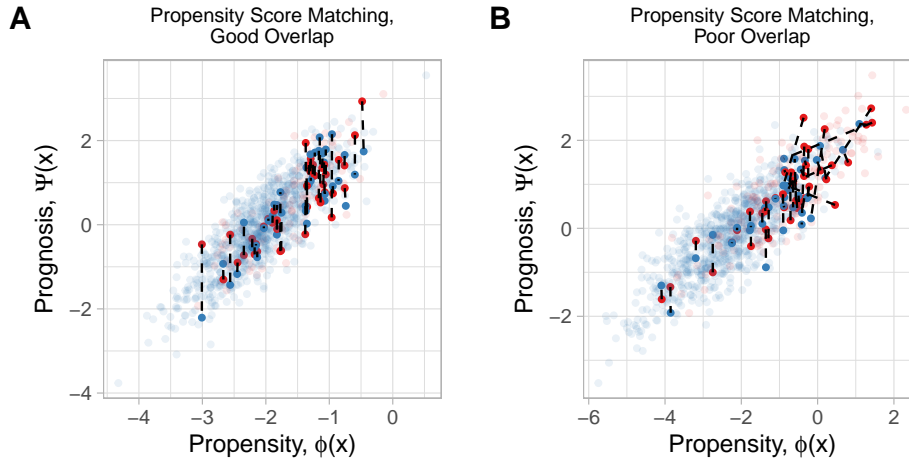 A
Propensity Score Matching,
Good Overlap
Prognosis, Ψ(x)
2
0
−2
−4
−4 −3 −2 −1 0
Propensity, ϕ(x)
B
Propensity Score Matching,
Poor Overlap
Prognosis, Ψ(x)
2
0
−2
−6 −4 −2 0 2
Propensity, ϕ(x)